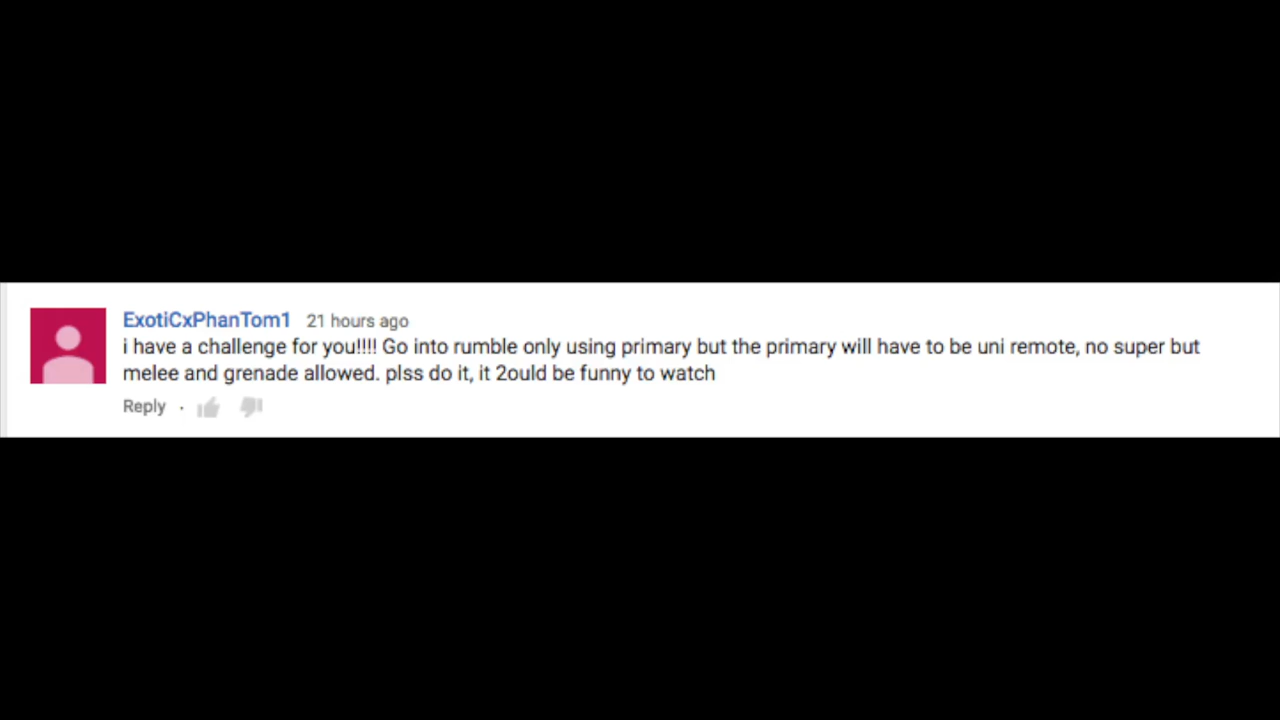 ExotiCxPhanTom1 21 hours ago
i have a challenge for you!!!! Go into rumble only using primary but the primary will have to be uni remote, no super but
melee and grenade allowed. plss do it, it 2ould be funny to watch
Reply ·